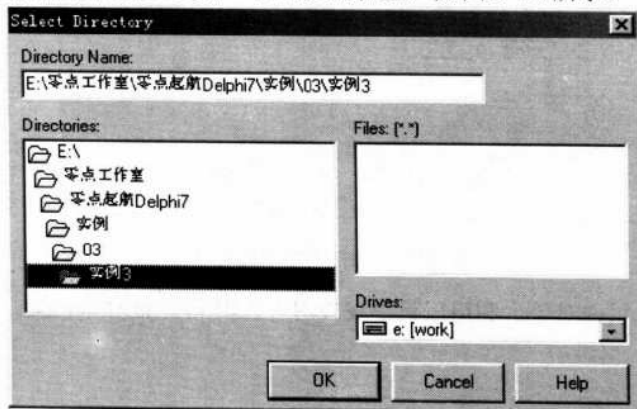 Select Directory
Directory Name:
E:\零点工作室\零点起航Delphi7\实例\03\实例3
Directories:
E:\
零点工作室
零点起航Delphi7
实例
03
实例3
Files: (*.*)
Drives:
e: [work]
OK
Cancel
Help